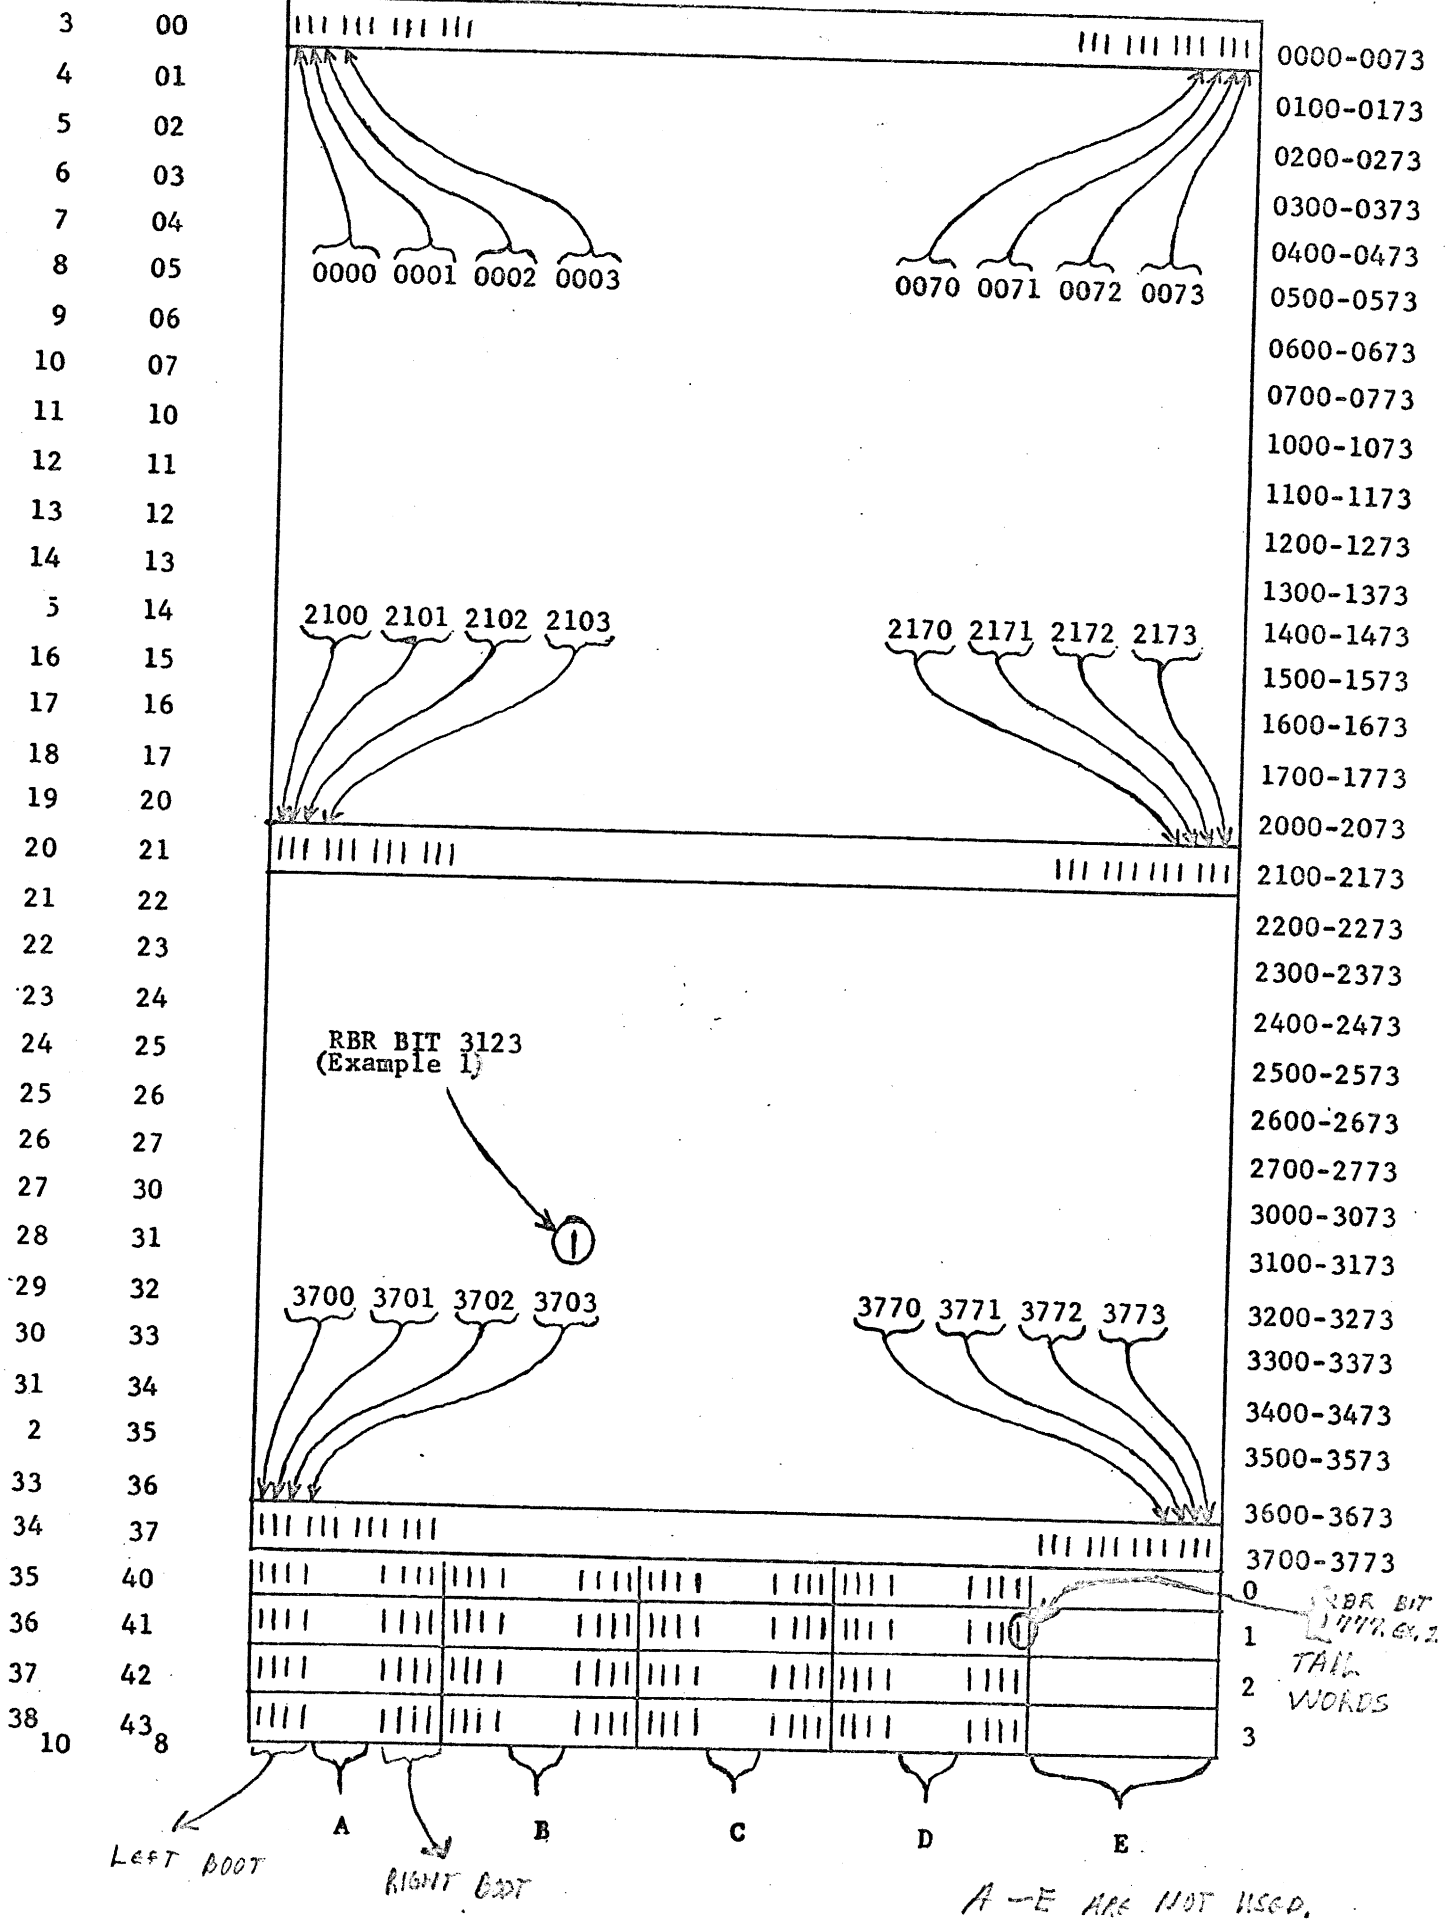 3 00 0000-0073
4 01 0100-0173
5 02 0200-0273
6 03 0300-0373
7 04 0400-0473
8 05 0000 0001 0002 0003 0070 0071 0072 0073 0500-0573
9 06 0600-0673
10 07 0700-0773
11 10 1000-1073
12 11 1100-1173
13 12 1200-1273
14 13 1300-1373
5 14 2100 2101 2102 2103 2170 2171 2172 2173 1400-1473
16 15 1500-1573
17 16 1600-1673
18 17 1700-1773
19 20 2000-2073
20 21 2100-2173
21 22 2200-2273
22 23 2300-2373
23 24 2400-2473
24 25 RBR BIT 3123 2500-2573
(Example 1)
25 26 2600-2673
26 27 2700-2773
27 30 3000-3073
28 31 3100-3173
29 32 3700 3701 3702 3703 3770 3771 3772 3773 3200-3273
30 33 3300-3373
31 34 3400-3473
2 35 3500-3573
33 36 3600-3673
34 37 3700-3773
35 40 0
RBR BIT
36 41 1
TAIL
WORDS
37 42 2
38 10 43 8 3
A B C D E
LEFT BOOT
RIGHT BOOT
A-E ARE NOT USED.